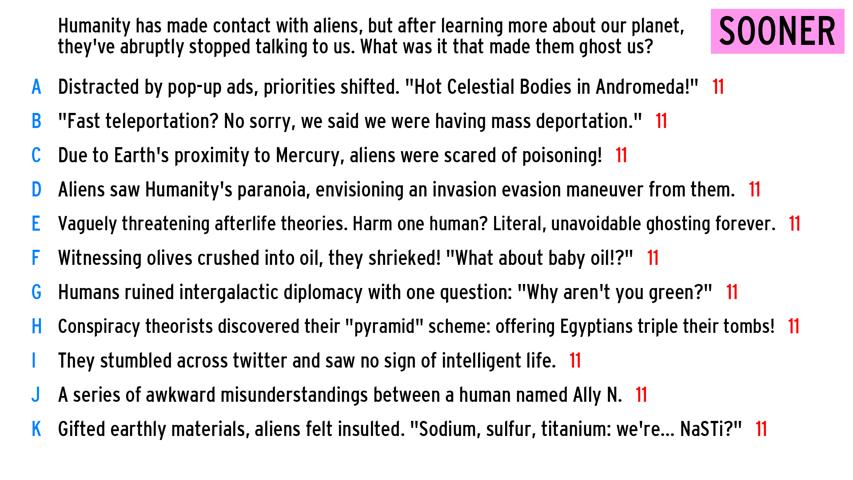 Humanity has made contact with aliens, but after learning more about our planet,
they've abruptly stopped talking to us. What was it that made them ghost us?
SOONER
A Distracted by pop-up ads, priorities shifted. "Hot Celestial Bodies in Andromeda!" 11
B "Fast teleportation? No sorry, we said we were having mass deportation." 11
C Due to Earth's proximity to Mercury, aliens were scared of poisoning! 11
D Aliens saw Humanity's paranoia, envisioning an invasion evasion maneuver from them. 11
E Vaguely threatening afterlife theories. Harm one human? Literal, unavoidable ghosting forever. 11
F Witnessing olives crushed into oil, they shrieked! "What about baby oil!?" 11
G Humans ruined intergalactic diplomacy with one question: "Why aren't you green?" 11
H Conspiracy theorists discovered their "pyramid" scheme: offering Egyptians triple their tombs! 11
I They stumbled across twitter and saw no sign of intelligent life. 11
J A series of awkward misunderstandings between a human named Ally N. 11
K Gifted earthly materials, aliens felt insulted. "Sodium, sulfur, titanium: we're... NaSTi?" 11